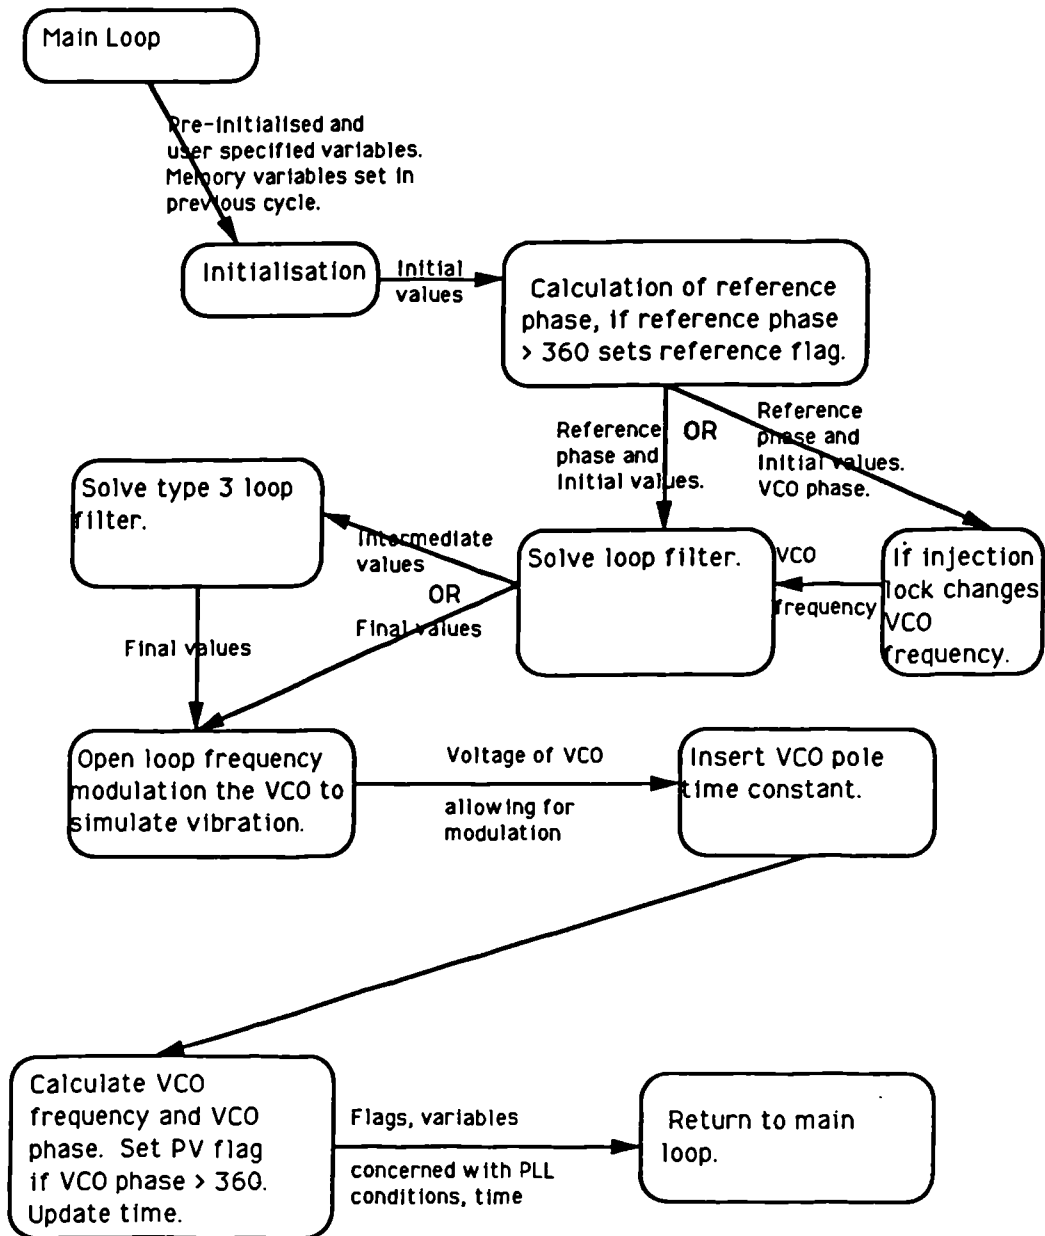 Main Loop
Pre-initialised and
user specified variables.
Memory variables set in
previous cycle.
Initialisation
Initial
values
Calculation of reference
phase, if reference phase
> 360 sets reference flag.
Reference
phase and
Initial values.
OR
Reference
phase and
Initial values.
VCO phase.
Solve type 3 loop
filter.
Intermediate
values
OR
Final values
Solve loop filter.
VCO
frequency
If injection
lock changes
VCO
frequency.
Final values
Open loop frequency
modulation the VCO to
simulate vibration.
Voltage of VCO
allowing for
modulation
Insert VCO pole
time constant.
Calculate VCO
frequency and VCO
phase. Set PV flag
if VCO phase > 360.
Update time.
Flags, variables
concerned with PLL
conditions, time
Return to main
loop.